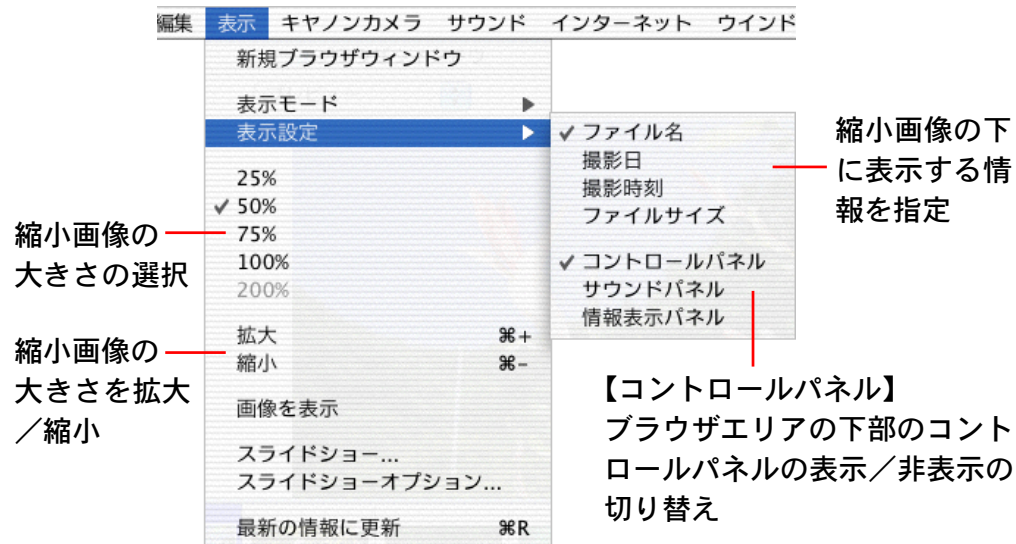 編集 表示 キヤノンカメラ サウンド インターネット ウインド
新規ブラウザウィンドウ
表示モード ▶
表示設定 ▶
25%
✓ 50%
75%
100%
200%
拡大 ⌘+
縮小 ⌘-
画像を表示
スライドショー...
スライドショーオプション...
最新の情報に更新 ⌘R
✓ ファイル名
撮影日
撮影時刻
ファイルサイズ
✓ コントロールパネル
サウンドパネル
情報表示パネル
縮小画像の下
に表示する情
報を指定
縮小画像の
大きさの選択
縮小画像の
大きさを拡大
／縮小
【コントロールパネル】
ブラウザエリアの下部のコント
ロールパネルの表示／非表示の
切り替え